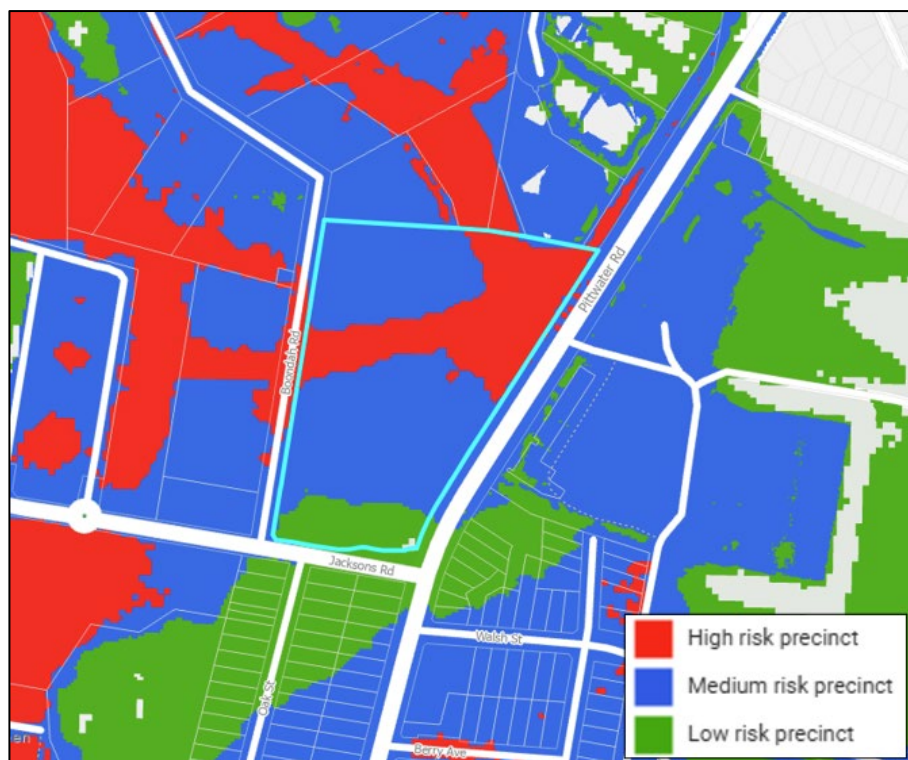 Pittwater Rd
Boondah Rd
Jacksons Rd
Walsh St
Oak St
Berry Ave
en
High risk precinct
Medium risk precinct
Low risk precinct